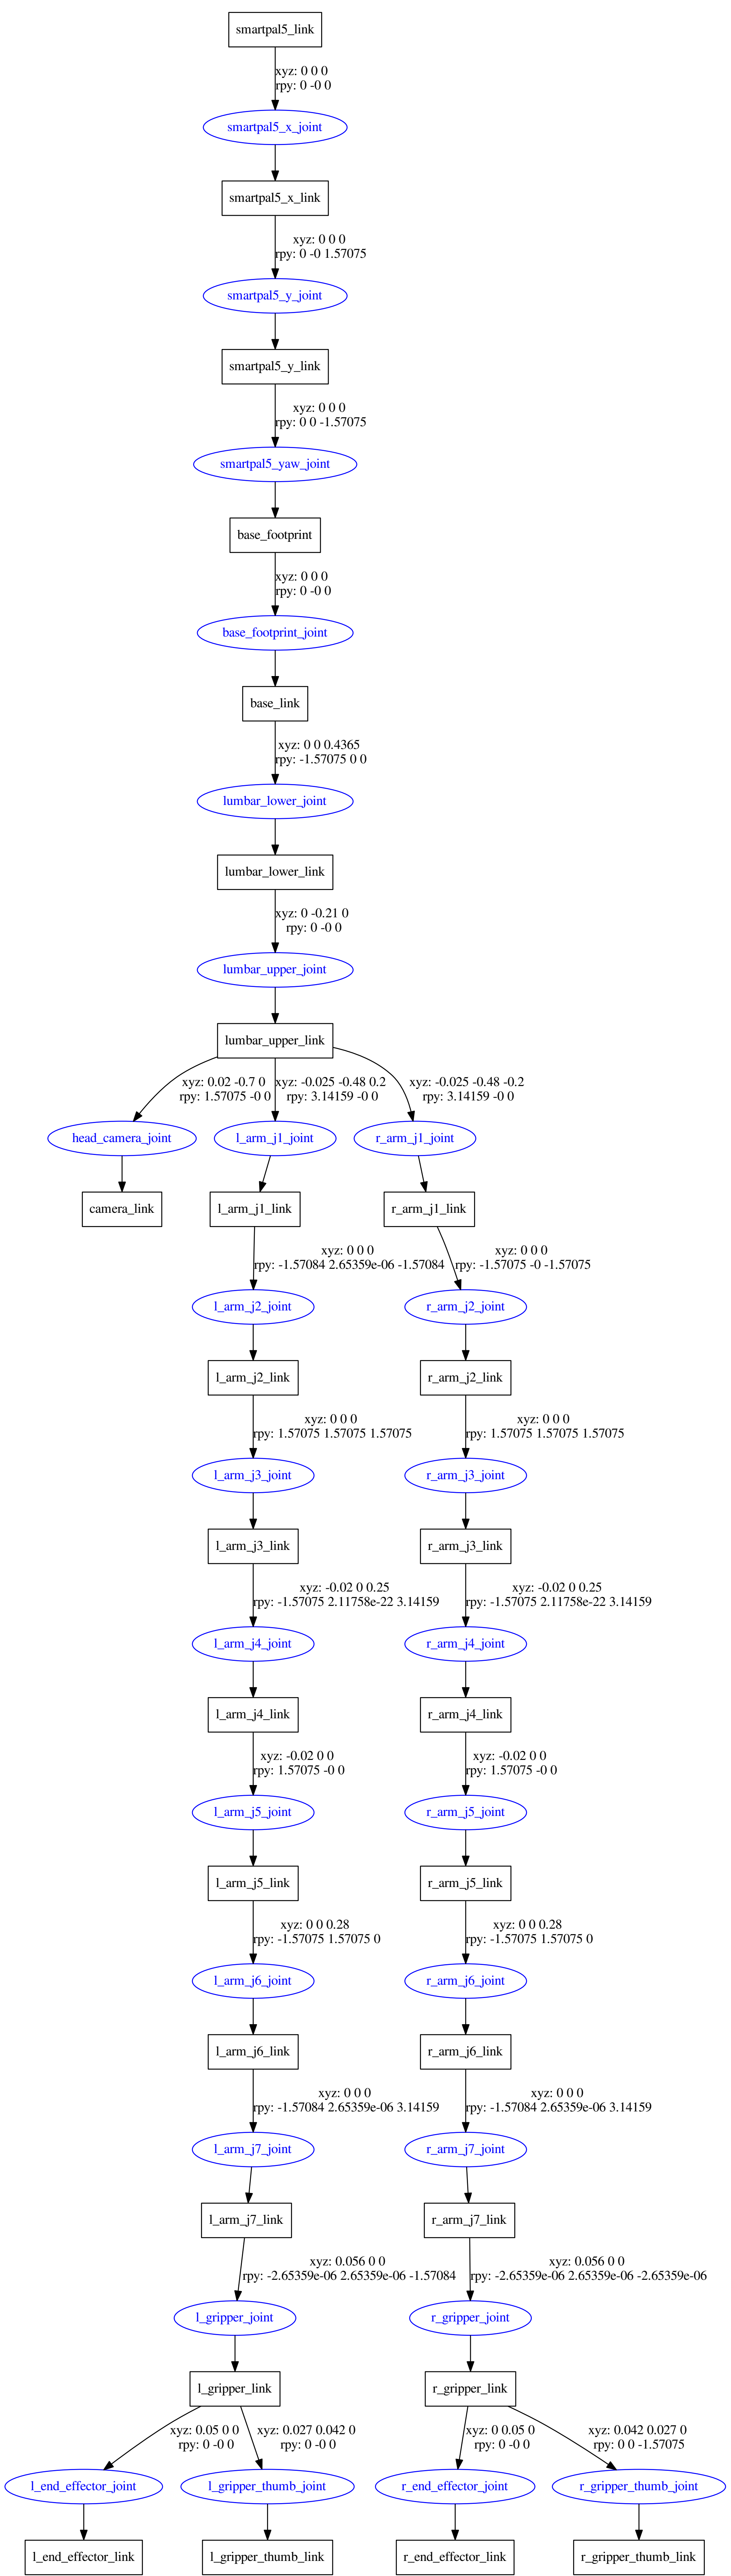 smartpal5_link
xyz: 0 0 0
rpy: 0 -0 0
smartpal5_x_joint
smartpal5_x_link
xyz: 0 0 0
rpy: 0 -0 1.57075
smartpal5_y_joint
smartpal5_y_link
xyz: 0 0 0
rpy: 0 0 -1.57075
smartpal5_yaw_joint
base_footprint
xyz: 0 0 0
rpy: 0 -0 0
base_footprint_joint
base_link
xyz: 0 0 0.4365
rpy: -1.57075 0 0
lumbar_lower_joint
lumbar_lower_link
xyz: 0 -0.21 0
rpy: 0 -0 0
lumbar_upper_joint
lumbar_upper_link
xyz: 0.02 -0.7 0
rpy: 1.57075 -0 0
xyz: -0.025 -0.48 0.2
rpy: 3.14159 -0 0
xyz: -0.025 -0.48 -0.2
rpy: 3.14159 -0 0
head_camera_joint
l_arm_j1_joint
r_arm_j1_joint
camera_link
l_arm_j1_link
r_arm_j1_link
xyz: 0 0 0
rpy: -1.57084 2.65359e-06 -1.57084
xyz: 0 0 0
rpy: -1.57075 -0 -1.57075
l_arm_j2_joint
r_arm_j2_joint
l_arm_j2_link
r_arm_j2_link
xyz: 0 0 0
rpy: 1.57075 1.57075 1.57075
xyz: 0 0 0
rpy: 1.57075 1.57075 1.57075
l_arm_j3_joint
r_arm_j3_joint
l_arm_j3_link
r_arm_j3_link
xyz: -0.02 0 0.25
rpy: -1.57075 2.11758e-22 3.14159
xyz: -0.02 0 0.25
rpy: -1.57075 2.11758e-22 3.14159
l_arm_j4_joint
r_arm_j4_joint
l_arm_j4_link
r_arm_j4_link
xyz: -0.02 0 0
rpy: 1.57075 -0 0
xyz: -0.02 0 0
rpy: 1.57075 -0 0
l_arm_j5_joint
r_arm_j5_joint
l_arm_j5_link
r_arm_j5_link
xyz: 0 0 0.28
rpy: -1.57075 1.57075 0
xyz: 0 0 0.28
rpy: -1.57075 1.57075 0
l_arm_j6_joint
r_arm_j6_joint
l_arm_j6_link
r_arm_j6_link
xyz: 0 0 0
rpy: -1.57084 2.65359e-06 3.14159
xyz: 0 0 0
rpy: -1.57084 2.65359e-06 3.14159
l_arm_j7_joint
r_arm_j7_joint
l_arm_j7_link
r_arm_j7_link
xyz: 0.056 0 0
rpy: -2.65359e-06 2.65359e-06 -1.57084
xyz: 0.056 0 0
rpy: -2.65359e-06 2.65359e-06 -2.65359e-06
l_gripper_joint
r_gripper_joint
l_gripper_link
r_gripper_link
xyz: 0.05 0 0
rpy: 0 -0 0
xyz: 0.027 0.042 0
rpy: 0 -0 0
xyz: 0 0.05 0
rpy: 0 -0 0
xyz: 0.042 0.027 0
rpy: 0 0 -1.57075
l_end_effector_joint
l_gripper_thumb_joint
r_end_effector_joint
r_gripper_thumb_joint
l_end_effector_link
l_gripper_thumb_link
r_end_effector_link
r_gripper_thumb_link